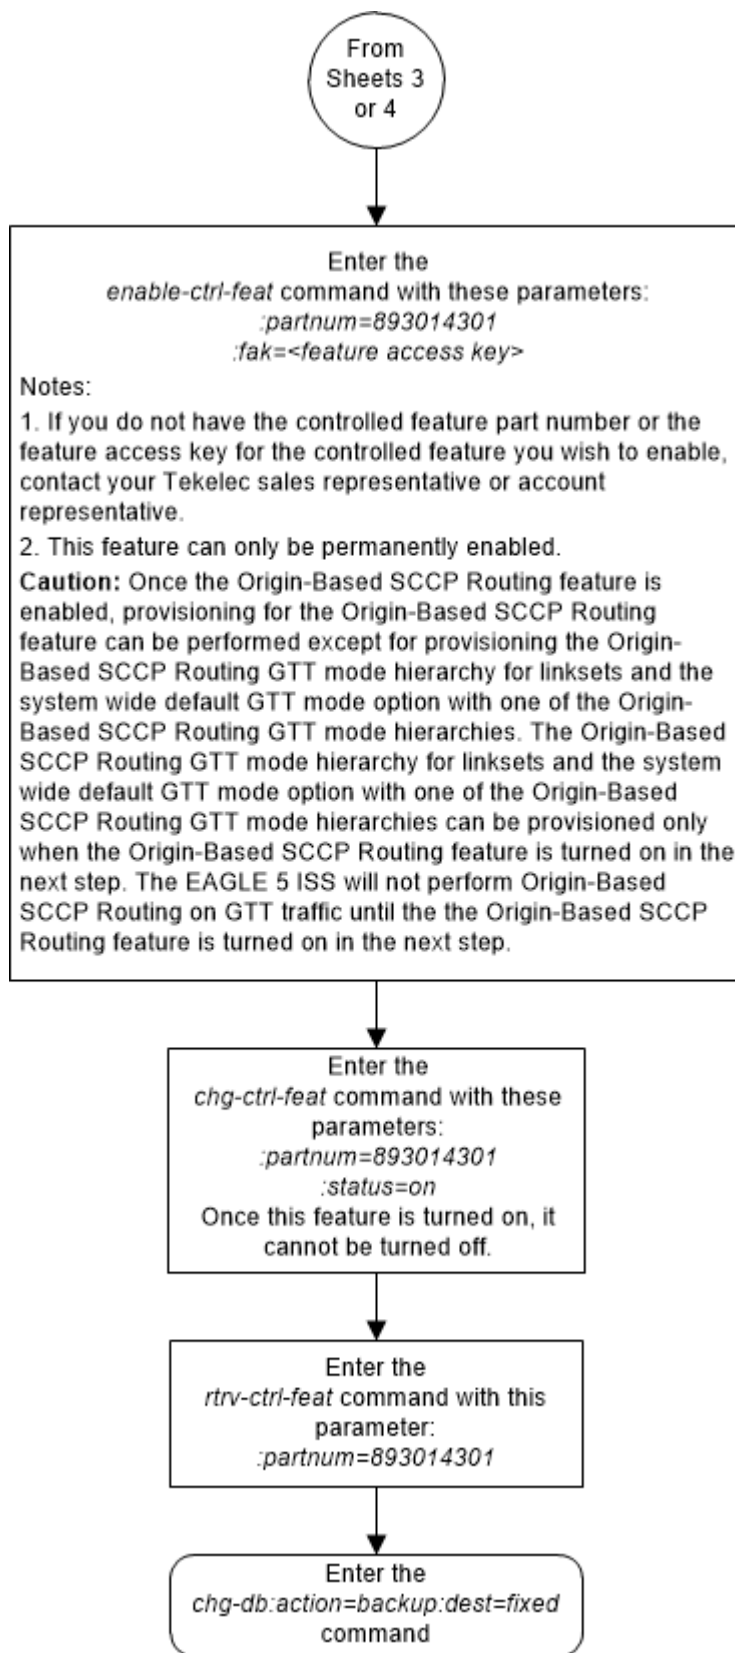 From
Sheets 3
or 4
Enter the
enable-ctrl-feat command with these parameters:
:partnum=893014301
:fak=<feature access key>
Notes:
1. If you do not have the controlled feature part number or the
feature access key for the controlled feature you wish to enable,
contact your Tekelec sales representative or account
representative.
2. This feature can only be permanently enabled.
Caution: Once the Origin-Based SCCP Routing feature is
enabled, provisioning for the Origin-Based SCCP Routing
feature can be performed except for provisioning the Origin-
Based SCCP Routing GTT mode hierarchy for linksets and the
system wide default GTT mode option with one of the Origin-
Based SCCP Routing GTT mode hierarchies. The Origin-Based
SCCP Routing GTT mode hierarchy for linksets and the system
wide default GTT mode option with one of the Origin-Based
SCCP Routing GTT mode hierarchies can be provisioned only
when the Origin-Based SCCP Routing feature is turned on in the
next step. The EAGLE 5 ISS will not perform Origin-Based
SCCP Routing on GTT traffic until the the Origin-Based SCCP
Routing feature is turned on in the next step.
Enter the
chg-ctrl-feat command with these
parameters:
:partnum=893014301
:status=on
Once this feature is turned on, it
cannot be turned off.
Enter the
rtrv-ctrl-feat command with this
parameter:
:partnum=893014301
Enter the
chg-db:action=backup:dest=fixed
command